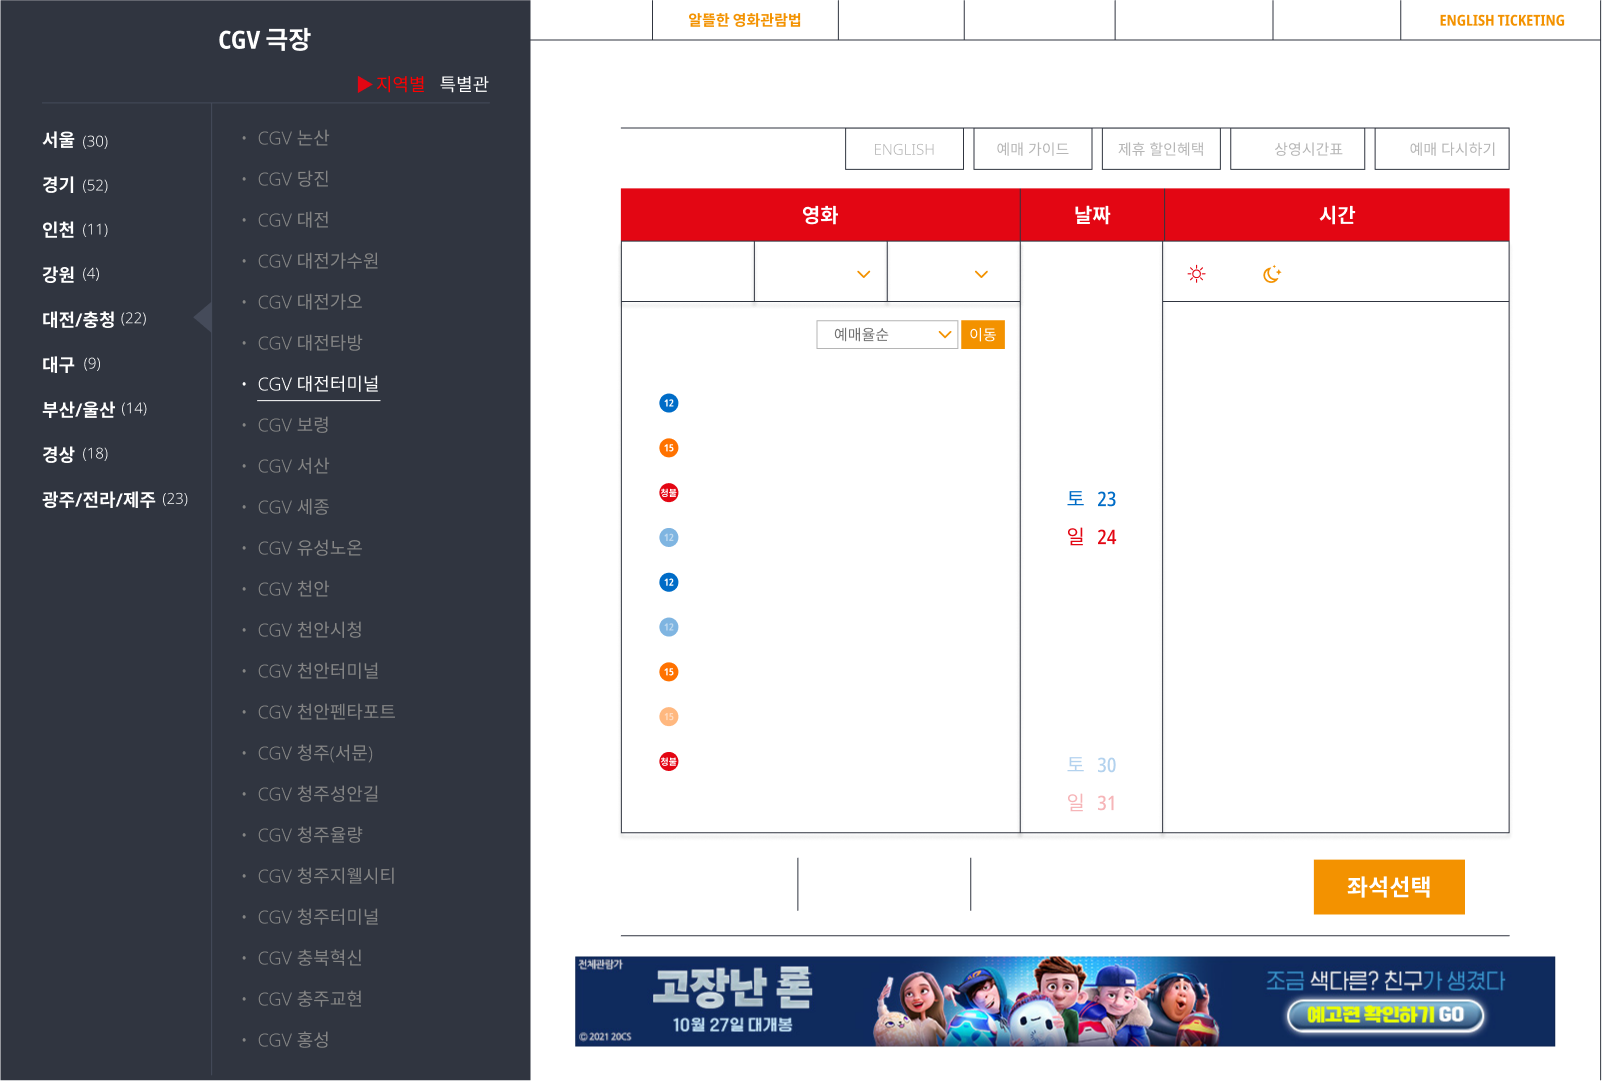 CGV 극장
▶ 지역별 특별관
서울 (30)
경기 (52)
인천 (11)
강원 (4)
대전/충청 (22)
대구 (9)
부산/울산 (14)
경상 (18)
광주/전라/제주 (23)
· CGV 논산
· CGV 당진
· CGV 대전
· CGV 대전가수원
· CGV 대전가오
· CGV 대전탄방
· CGV 대전터미널
· CGV 보령
· CGV 서산
· CGV 세종
· CGV 유성노은
· CGV 천안
· CGV 천안시청
· CGV 천안터미널
· CGV 천안펜타포트
· CGV 청주(서문)
· CGV 청주성안길
· CGV 청주율량
· CGV 청주지웰시티
· CGV 청주터미널
· CGV 충북혁신
· CGV 충주교현
· CGV 홍성
알뜰한 영화관람법
ENGLISH TICKETING
ENGLISH
예매 가이드
제휴 할인혜택
상영시간표
예매 다시하기
영화
날짜
시간
예매율순
이동
12
15
청불
12
12
12
15
15
청불
토 23
일 24
토 30
일 31
좌석선택
전체관람가
고장난 론
10월 27일 대개봉
© 2021 20CS
조금 색다른? 친구가 생겼다
예고편 확인하기 GO